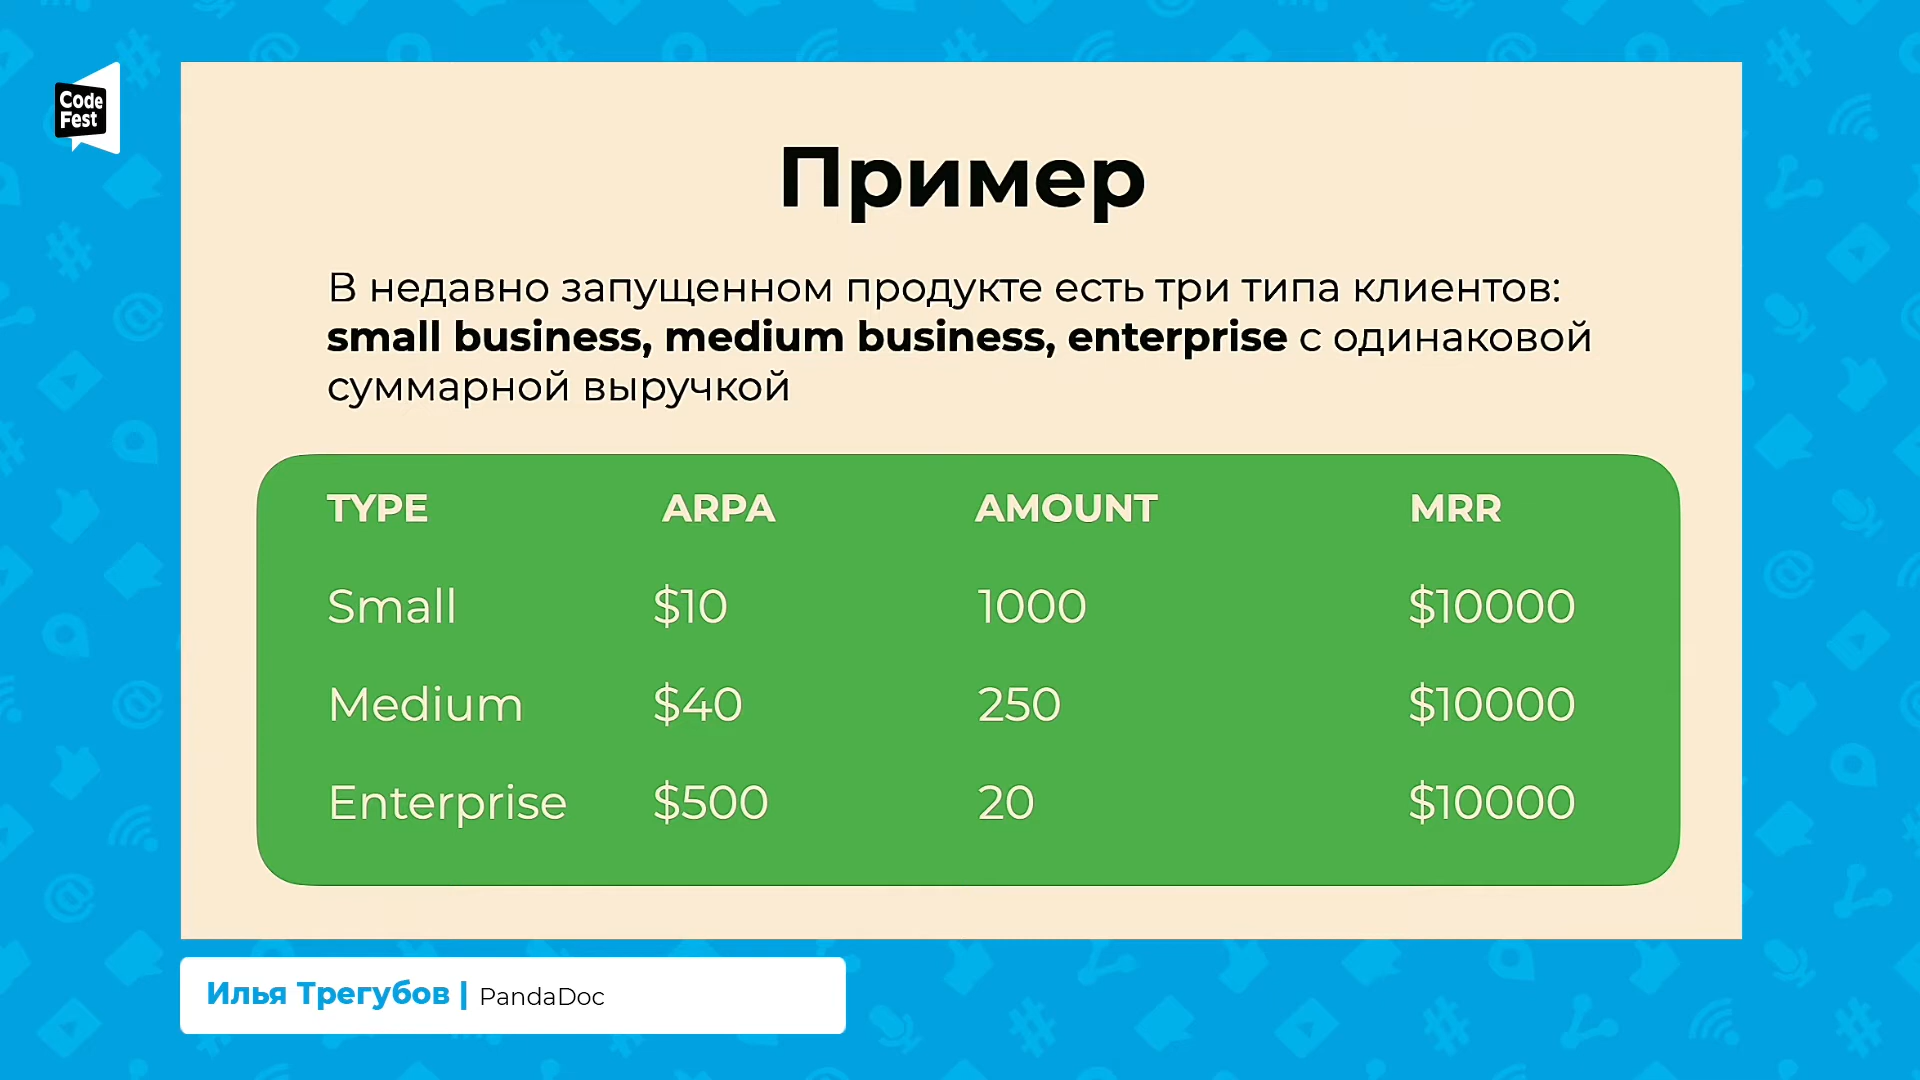 Code
Fest
Пример
В недавно запущенном продукте есть три типа клиентов:
small business, medium business, enterprise с одинаковой
суммарной выручкой
TYPE ARPA AMOUNT MRR
Small $10 1000 $10000
Medium $40 250 $10000
Enterprise $500 20 $10000
Илья Трегубов | PandaDoc